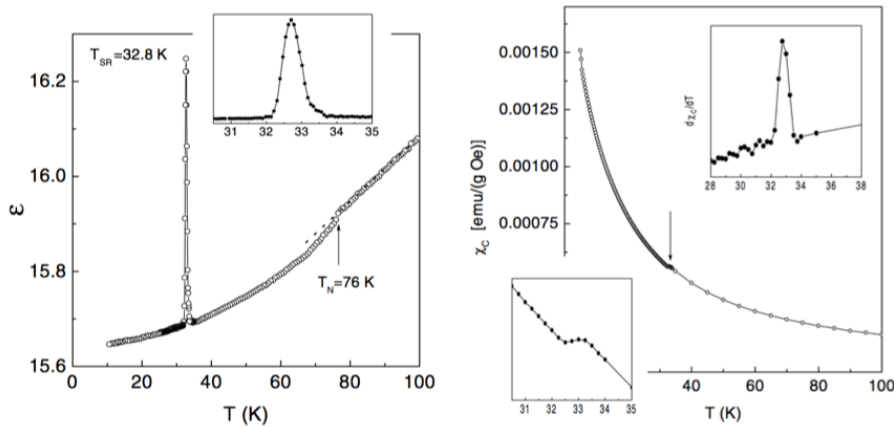 T_SR=32.8 K
16.2
16.0
15.8
15.6
ε
31 32 33 34 35
T_N=76 K
0 20 40 60 80 100
T (K)
0.00150
0.00125
0.00100
0.00075
χ_C [emu/(g Oe)]
dχ_C/dT
28 30 32 34 36 38
31 32 33 34 35
40 60 80 100
T (K)